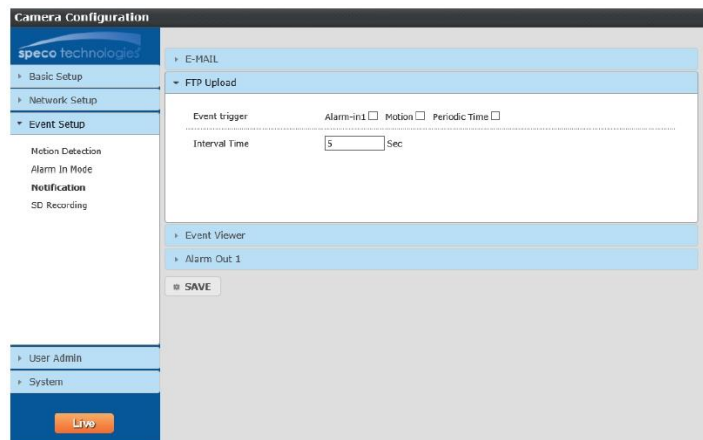 Camera Configuration
speco technologies
Basic Setup
Network Setup
Event Setup
Motion Detection
Alarm In Mode
Notification
SD Recording
User Admin
System
Live
E-MAIL
FTP Upload
Event trigger Alarm-in1 Motion Periodic Time
Interval Time 5 Sec
Event Viewer
Alarm Out 1
SAVE